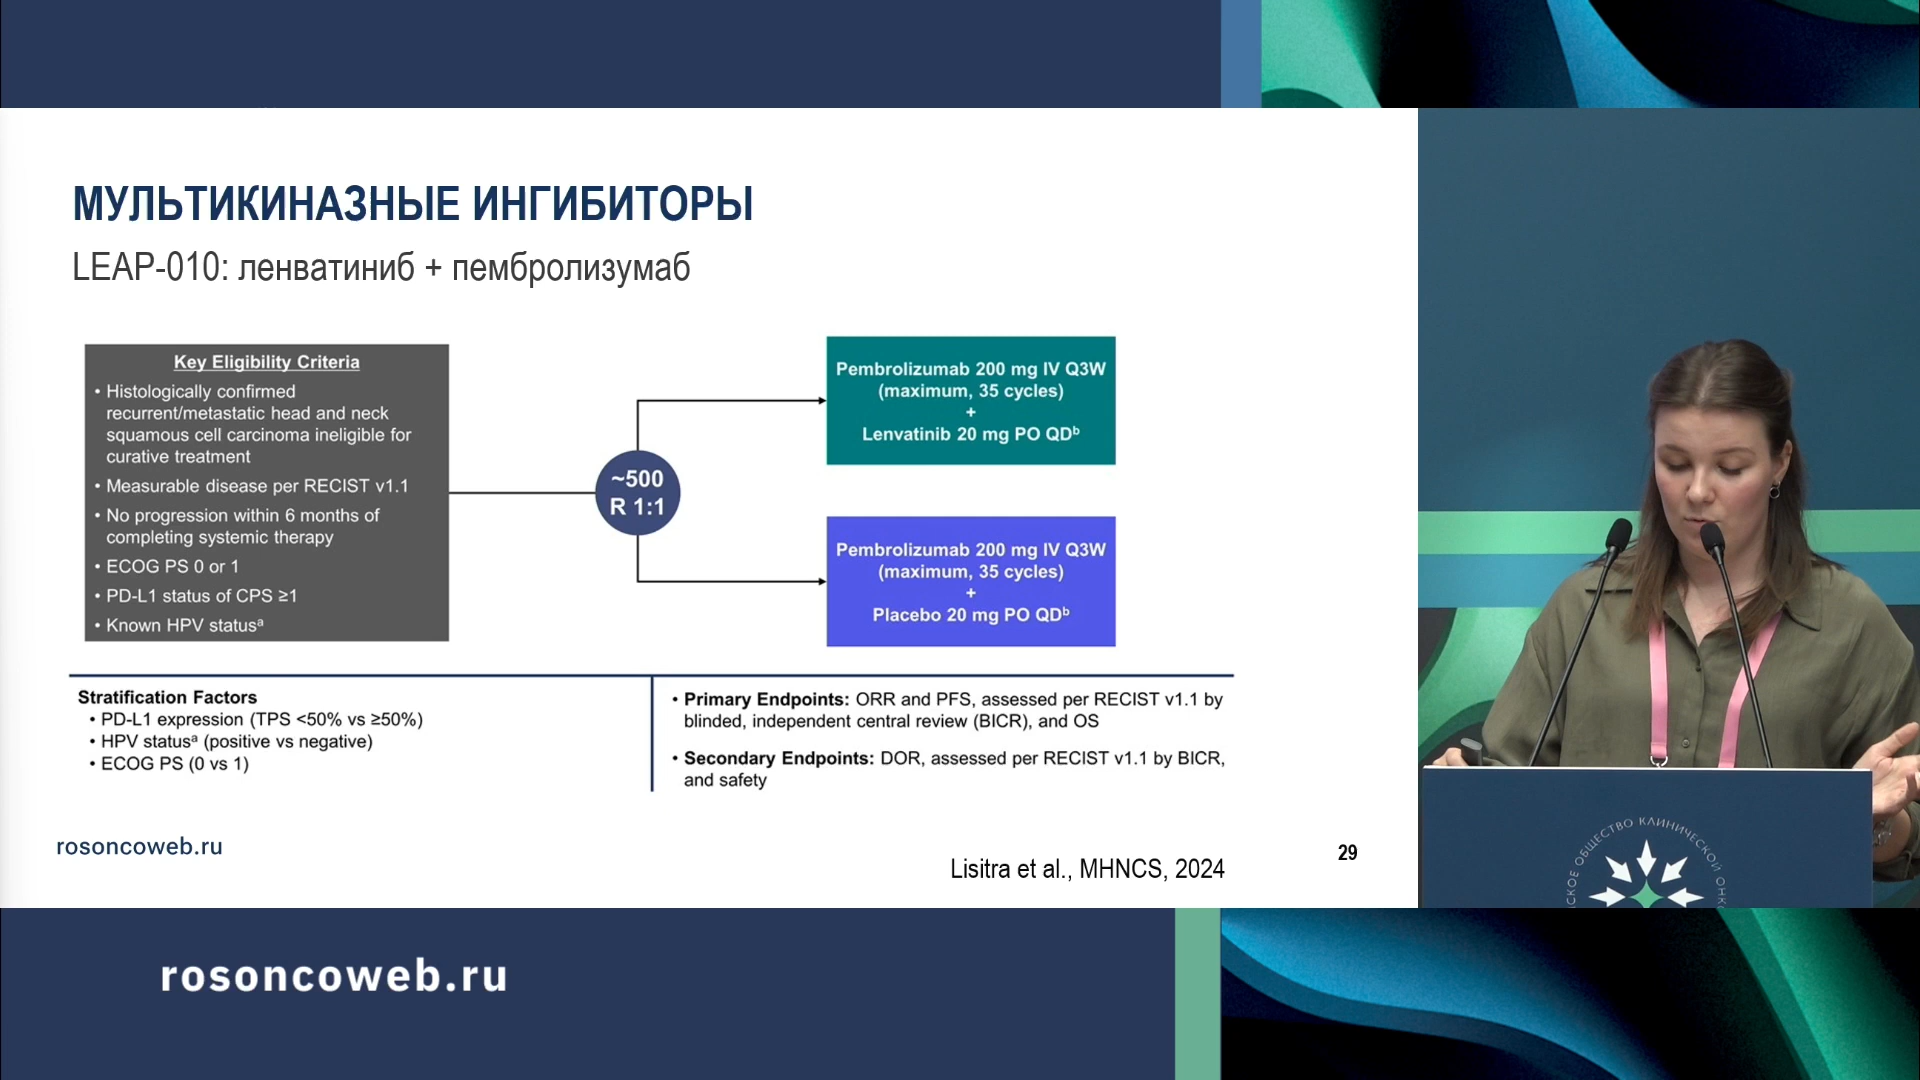 МУЛЬТИКИНАЗНЫЕ ИНГИБИТОРЫ
LEAP-010: ленватиниб + пембролизумаб
Key Eligibility Criteria
• Histologically confirmed
recurrent/metastatic head and neck
squamous cell carcinoma ineligible for
curative treatment
• Measurable disease per RECIST v1.1
• No progression within 6 months of
completing systemic therapy
• ECOG PS 0 or 1
• PD-L1 status of CPS ≥1
• Known HPV statusᵃ
~500
R 1:1
Pembrolizumab 200 mg IV Q3W
(maximum, 35 cycles)
+
Lenvatinib 20 mg PO QDᵇ
Pembrolizumab 200 mg IV Q3W
(maximum, 35 cycles)
+
Placebo 20 mg PO QDᵇ
Stratification Factors
• PD-L1 expression (TPS <50% vs ≥50%)
• HPV statusᵃ (positive vs negative)
• ECOG PS (0 vs 1)
• Primary Endpoints: ORR and PFS, assessed per RECIST v1.1 by
blinded, independent central review (BICR), and OS
• Secondary Endpoints: DOR, assessed per RECIST v1.1 by BICR,
and safety
rosoncoweb.ru
Lisitra et al., MHNCS, 2024
29
ОБЩЕСТВО КЛИНИЧЕСКОЙ
rosoncoweb.ru